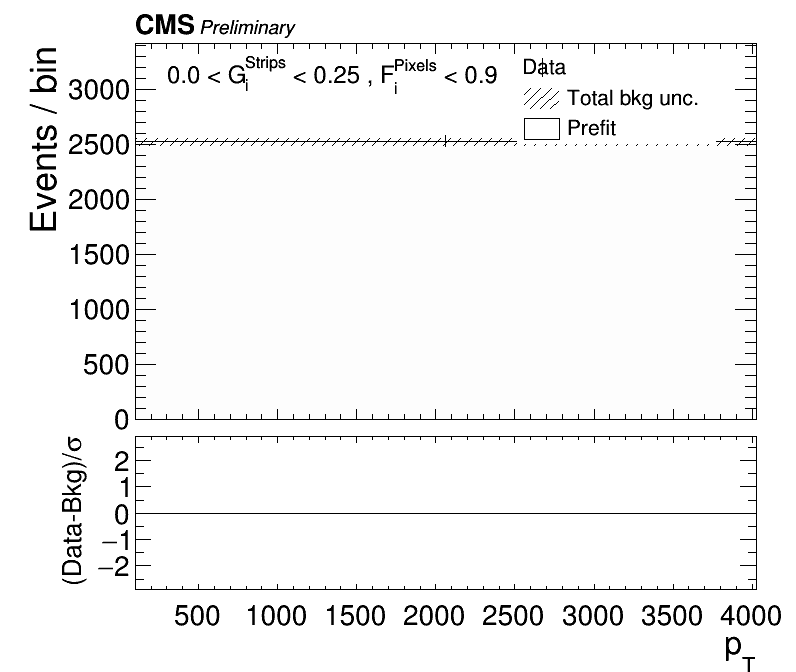 CMS Preliminary
0.0 < G_i^Strips < 0.25 , F_i^Pixels < 0.9
Data
Total bkg unc.
Prefit
Events / bin
3000
2500
2000
1500
1000
500
0
(Data-Bkg)/σ
2
1
0
−1
−2
500 1000 1500 2000 2500 3000 3500 4000
p_T